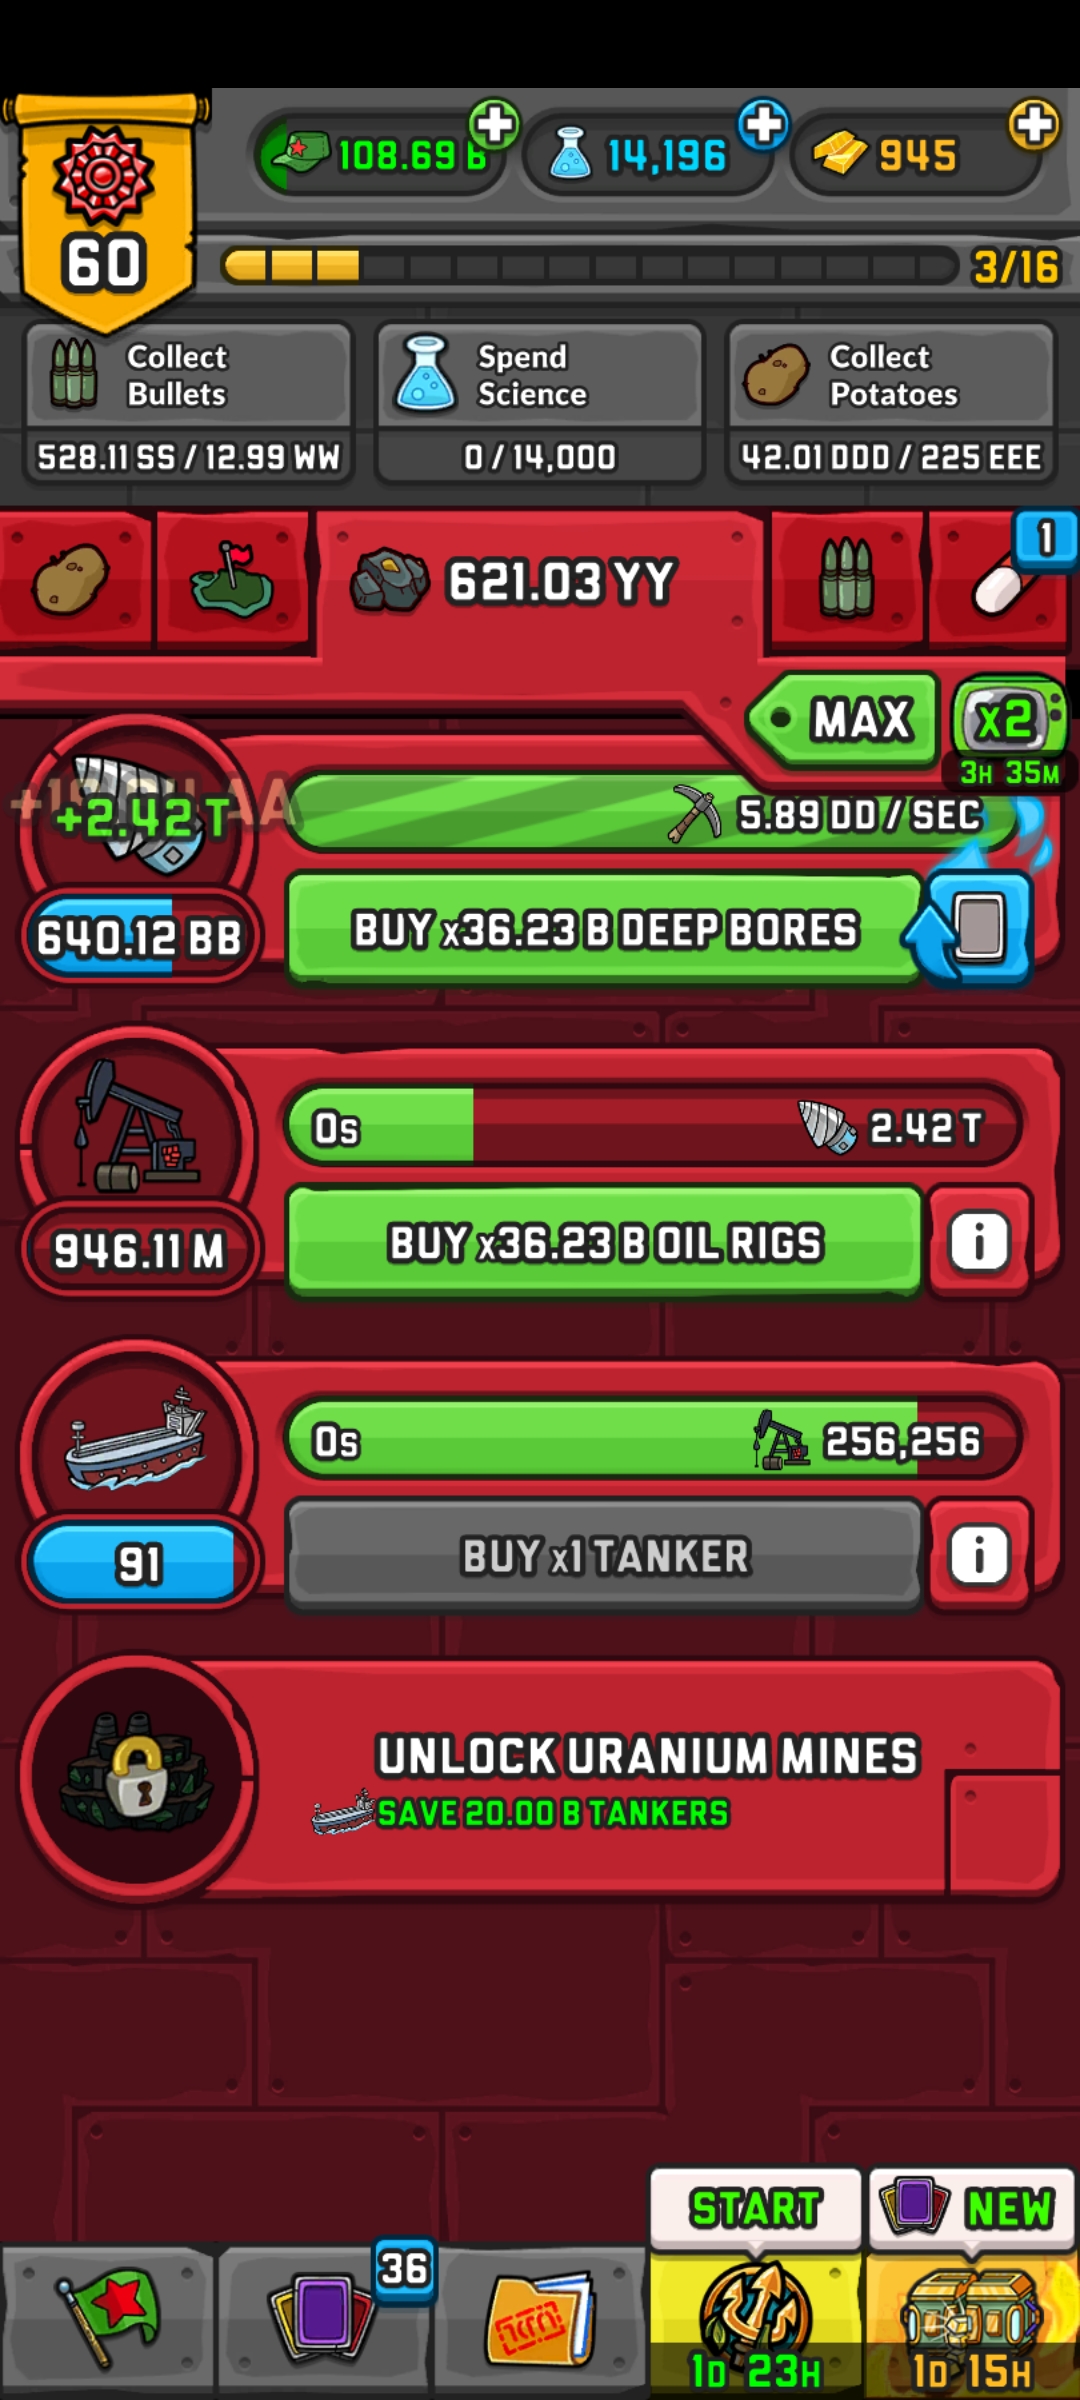 108.69 B
14,196
945
60
3/16
Collect
Bullets
528.11 SS / 12.99 WW
Spend
Science
0 / 14,000
Collect
Potatoes
42.01 DDD / 225 EEE
621.03 YY
1
MAX
x2
3H 35M
+2.42 T
5.89 DD / SEC
640.12 BB
BUY x36.23 B DEEP BORES
0s
2.42 T
946.11 M
BUY x36.23 B OIL RIGS
i
0s
256,256
91
BUY x1 TANKER
i
UNLOCK URANIUM MINES
SAVE 20.00 B TANKERS
START
NEW
36
1D 23H
1D 15H